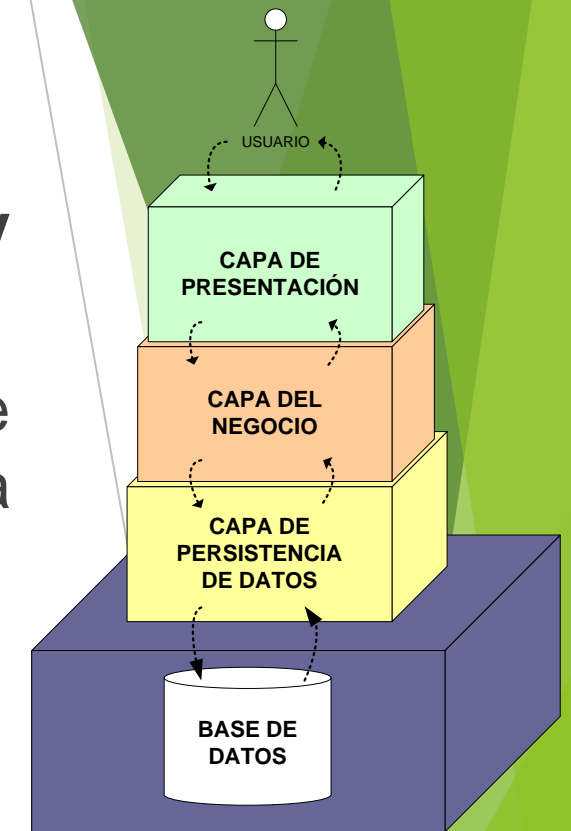 USUARIO
y
CAPA DE
PRESENTACIÓN
e
CAPA DEL
NEGOCIO
a
CAPA DE
PERSISTENCIA
DE DATOS
BASE DE
DATOS